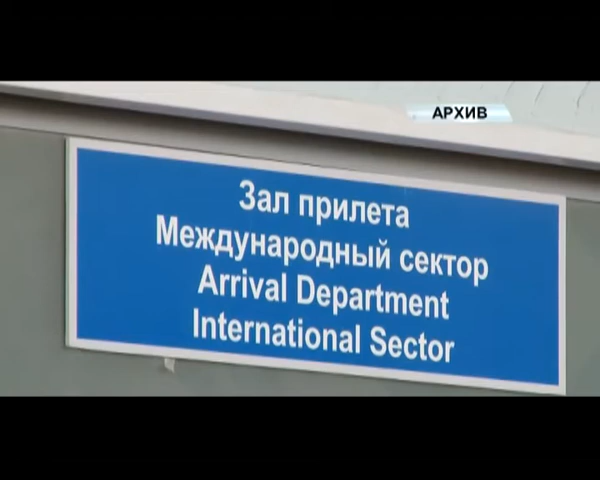 АРХИВ
Зал прилета
Международный сектор
Arrival Department
International Sector